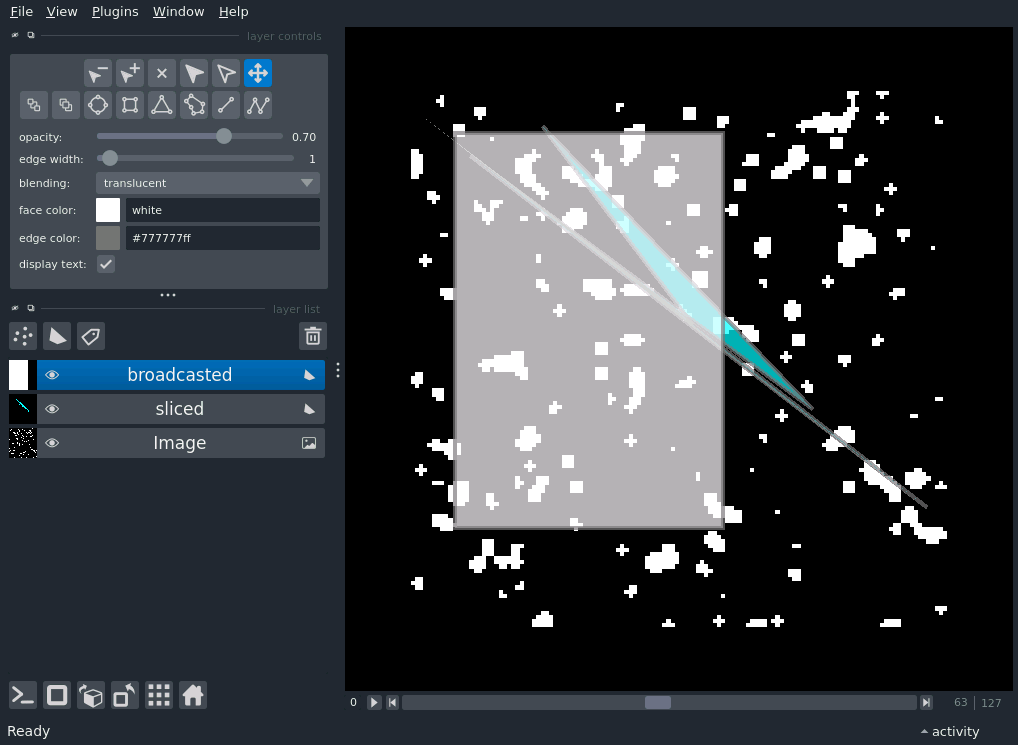 File View Plugins Window Help
layer controls
opacity: 0.70
edge width: 1
blending: translucent
face color: white
edge color: #777777ff
display text:
layer list
broadcasted
sliced
Image
0 63 127
Ready activity